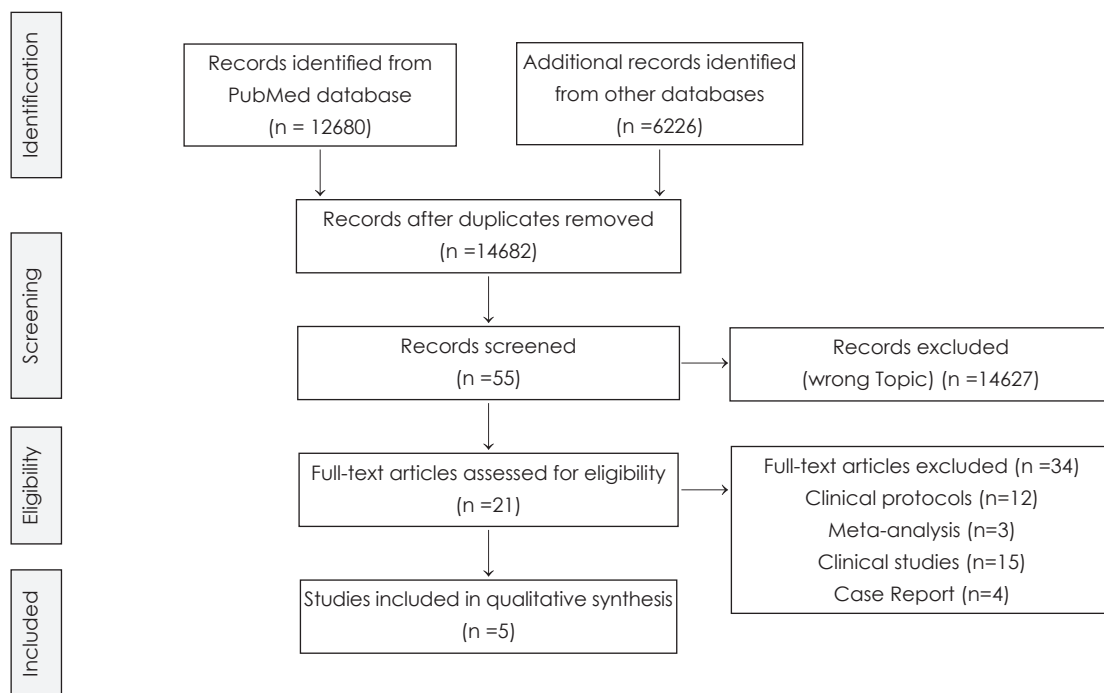 Identification
Records identified from
PubMed database
(n = 12680)
Additional records identified
from other databases
(n =6226)
Records after duplicates removed
(n =14682)
Screening
Records screened
(n =55)
Records excluded
(wrong Topic) (n =14627)
Eligibility
Full-text articles assessed for eligibility
(n =21)
Full-text articles excluded (n =34)
Clinical protocols (n=12)
Meta-analysis (n=3)
Clinical studies (n=15)
Case Report (n=4)
Included
Studies included in qualitative synthesis
(n =5)